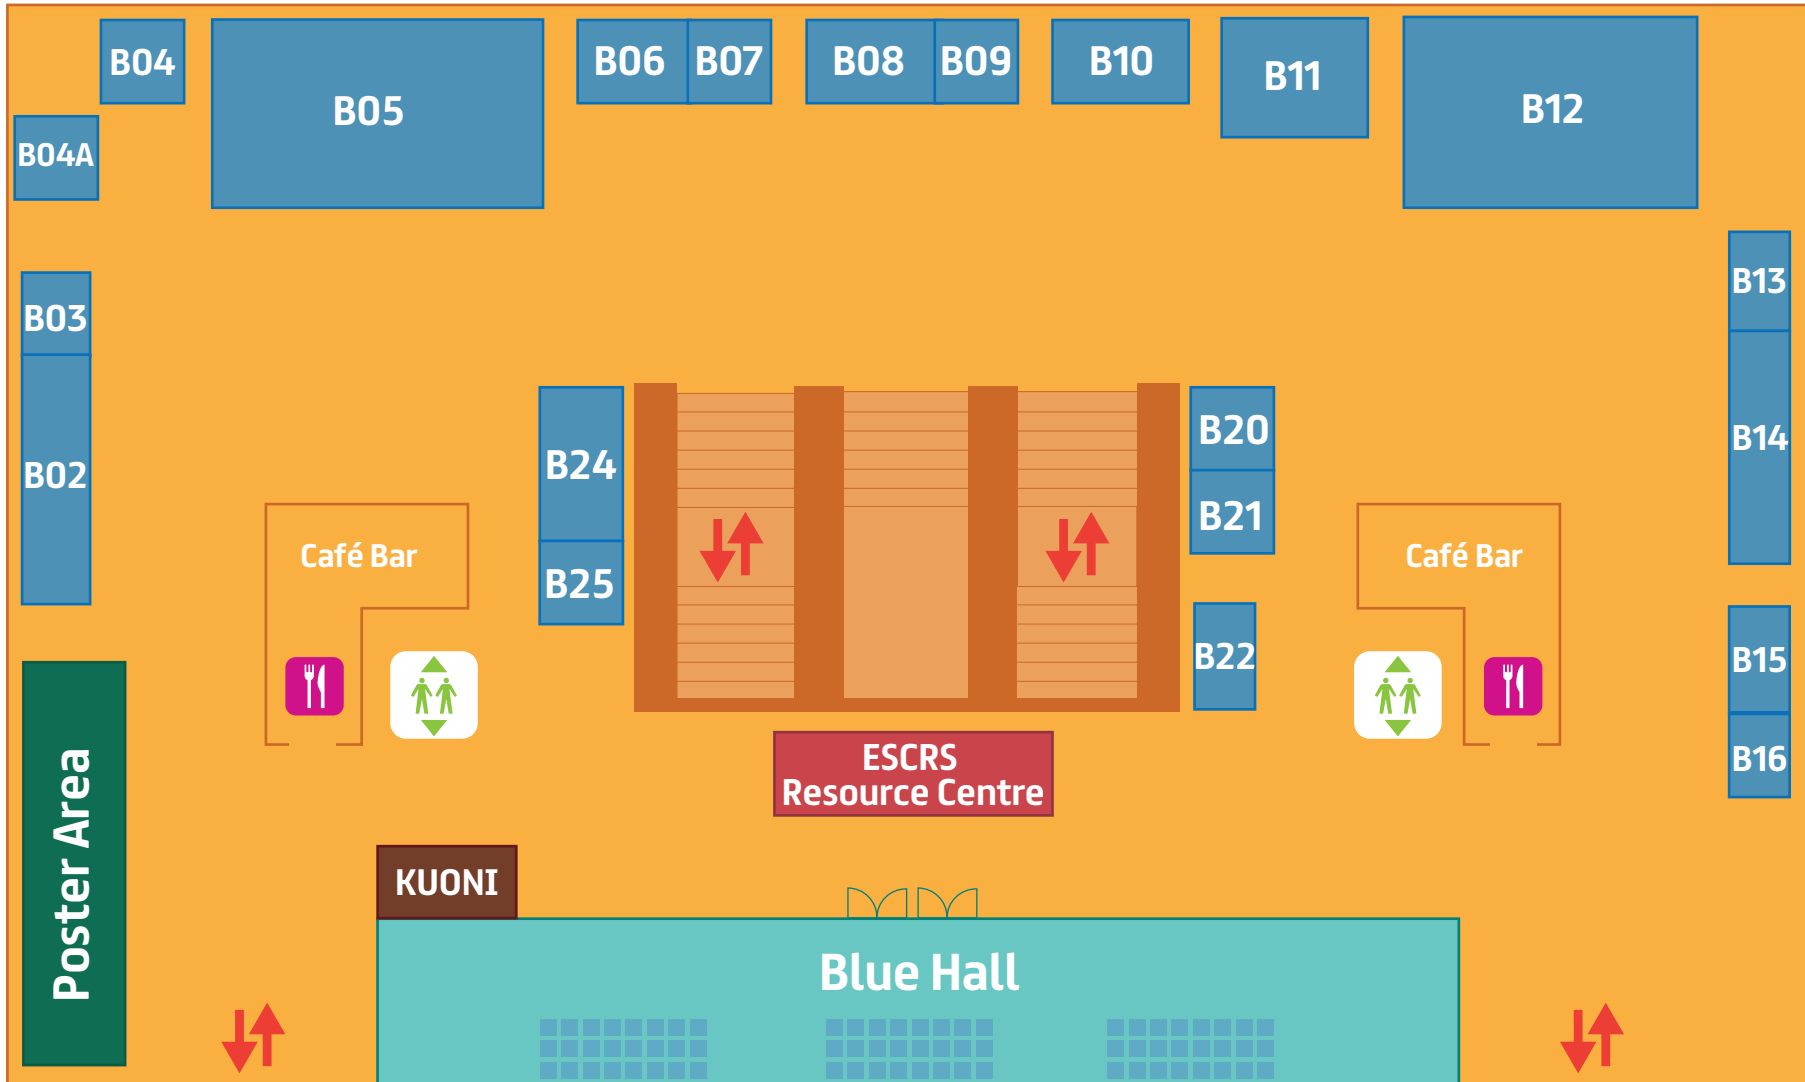 B04
B05
B06
B07
B08
B09
B10
B11
B12
B04A
B03
B02
B13
B14
B24
B25
B20
B21
B22
Café Bar
Café Bar
B15
B16
ESCRS
Resource Centre
Poster Area
KUONI
Blue Hall